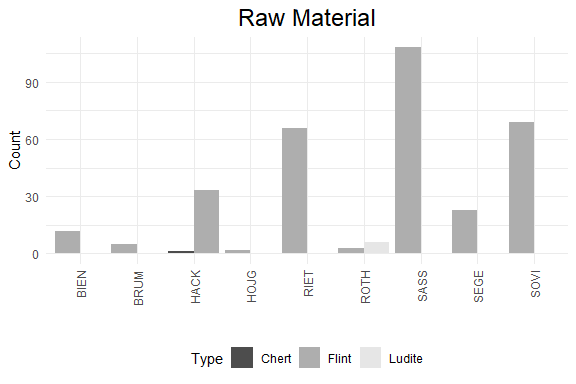 Raw Material
Count
90
60
30
0
BIEN
BRUM
HACK
HOJG
RIET
ROTH
SASS
SEGE
SOVI
Type Chert Flint Ludite